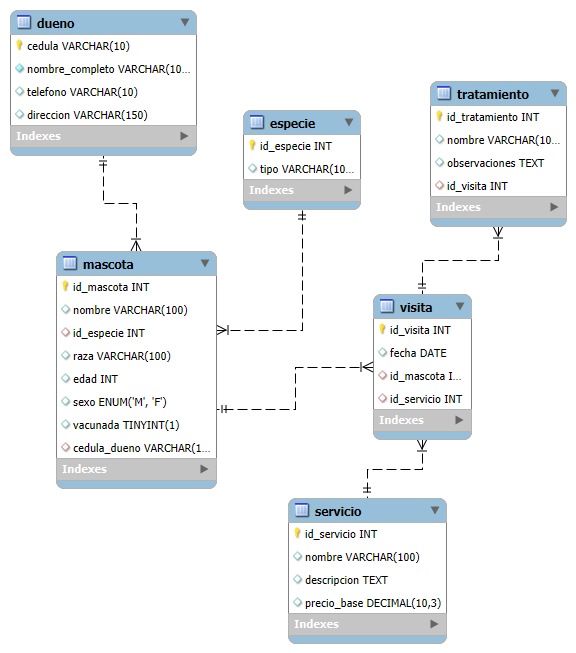 dueno
cedula VARCHAR(10)
nombre_completo VARCHAR(10...
telefono VARCHAR(10)
direccion VARCHAR(150)
Indexes
especie
id_especie INT
tipo VARCHAR(10...
Indexes
tratamiento
id_tratamiento INT
nombre VARCHAR(10...
observaciones TEXT
id_visita INT
Indexes
mascota
id_mascota INT
nombre VARCHAR(100)
id_especie INT
raza VARCHAR(100)
edad INT
sexo ENUM('M', 'F')
vacunada TINYINT(1)
cedula_dueno VARCHAR(1...
Indexes
visita
id_visita INT
fecha DATE
id_mascota I...
id_servicio INT
Indexes
servicio
id_servicio INT
nombre VARCHAR(100)
descripcion TEXT
precio_base DECIMAL(10,3)
Indexes